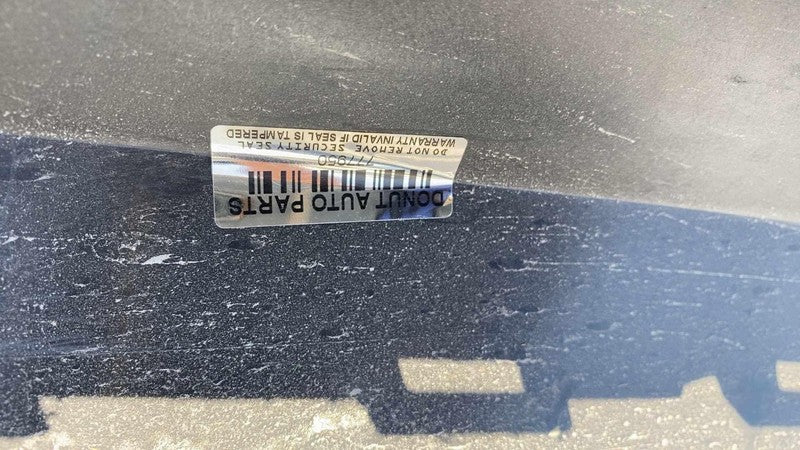 DONUT AUTO PARTS
777950
DO NOT REMOVE SECURITY SEAL
WARRANTY INVALID IF SEAL IS TAMPERED